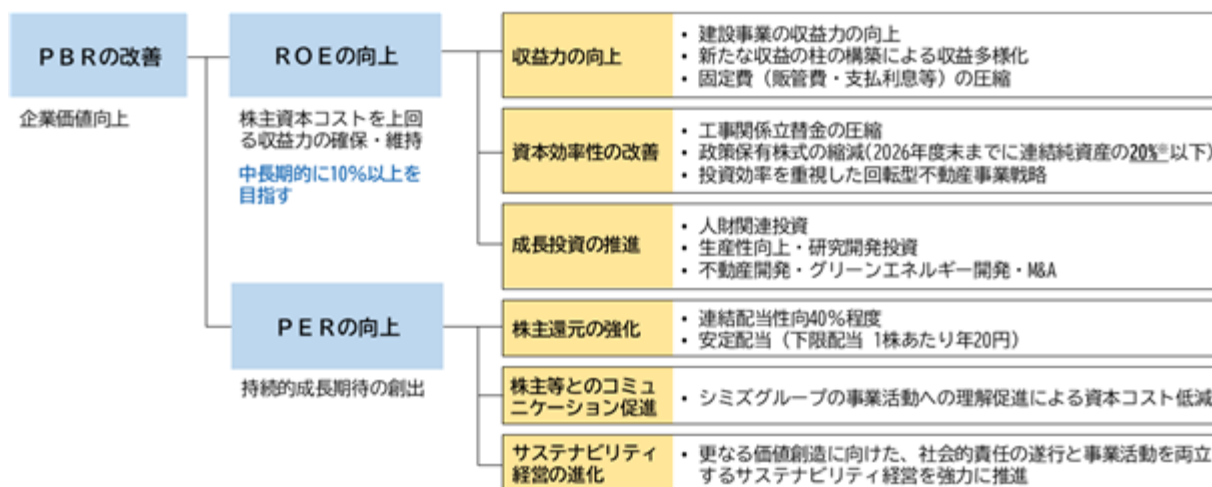 PBRの改善
企業価値向上
ROEの向上
株主資本コストを上回
る収益力の確保・維持
中長期的に10%以上を
目指す
収益力の向上
・ 建設事業の収益力の向上
・ 新たな収益の柱の構築による収益多様化
・ 固定費（販管費・支払利息等）の圧縮
資本効率性の改善
・ 工事関係立替金の圧縮
・ 政策保有株式の縮減(2026年度末までに連結純資産の20%※以下)
・ 投資効率を重視した回転型不動産事業戦略
成長投資の推進
・ 人財関連投資
・ 生産性向上・研究開発投資
・ 不動産開発・グリーンエネルギー開発・M&A
PERの向上
持続的成長期待の創出
株主還元の強化
・ 連結配当性向40%程度
・ 安定配当（下限配当 1株あたり年20円）
株主等とのコミュ
ニケーション促進
・ シミズグループの事業活動への理解促進による資本コスト低減
サステナビリティ
経営の進化
・ 更なる価値創造に向けた、社会的責任の遂行と事業活動を両立
するサステナビリティ経営を強力に推進